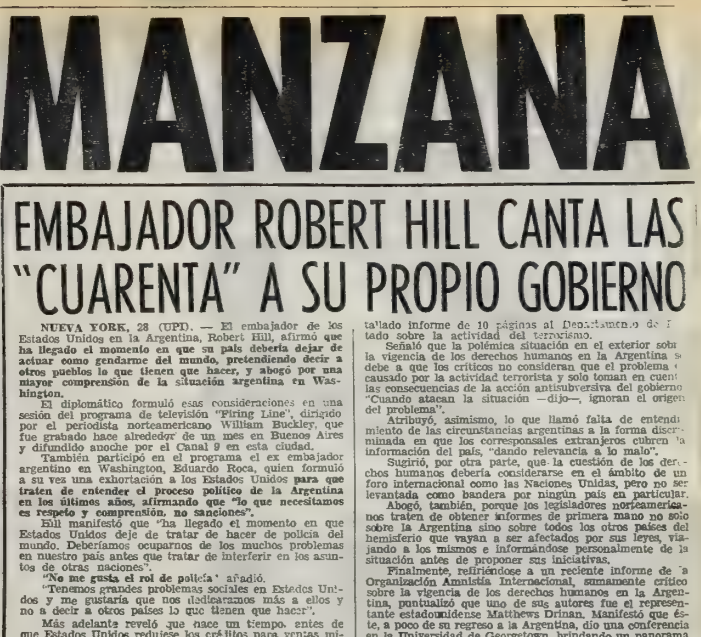 MANZANA
EMBAJADOR ROBERT HILL CANTA LAS
"CUARENTA" A SU PROPIO GOBIERNO
NUEVA YORK, 28 (UPD. — El embajador de los
Estados Unidos en la Argentina, Robert Hill, afirmó que
ha llegado el momento en que su país debería dejar de
actuar como gendarme del mundo, pretendiendo decir a
otros pueblos lo que tienen que hacer, y abogó por una
mayor comprensión de la situación argentina en Was-
hington.
El diplomático formuló esas consideraciones en una
sesión del programa de televisión "Firing Line", dirigido
por el periodista norteamericano William Buckley, que
fue grabado hace alrededor de un mes en Buenos Aires
y difundido anoche por el Canal 9 en esta ciudad.
También participó en el programa el ex embajador
argentino en Washington, Eduardo Roca, quien formuló
a su vez una exhortación a los Estados Unidos para que
traten de entender el proceso político de la Argentina
en los últimos años, afirmando que "lo que necesitamos
es respeto y comprensión, no sanciones".
Hill manifestó que "ha llegado el momento en que
Estados Unidos deje de tratar de hacer de policía del
mundo. Deberíamos ocuparnos de los muchos problemas
en nuestro país antes que tratar de interferir en los asun-
tos de otras naciones".
"No me gusta el rol de policía" añadió.
"Tenemos grandes problemas sociales en Estados Uni-
dos y me gustaría que nos dedicáramos más a ellos y
no a decir a otros países lo que tienen que hacer".
Más adelante reveló que hace un tiempo, antes de
que Estados Unidos redujese los créditos para ventas mi-
tallado informe de 10 páginas al Departamento de
tado sobre la actividad del terrorismo.
Señaló que la polémica situación en el exterior sobr
la vigencia de los derechos humanos en la Argentina s
debe a que los críticos no consideran que el problema
causado por la actividad terrorista y solo toman en cuent
las consecuencias de la acción antisubversiva del gobierno
"Cuando atacan la situación —dijo—, ignoran el origen
del problema".
Atribuyó, asimismo, lo que llamó falta de entendi
miento de las circunstancias argentinas a la forma discri-
minada en que los corresponsales extranjeros cubren la
información del país, "dando relevancia a lo malo".
Sugirió, por otra parte, que la cuestión de los dere-
chos humanos debería considerarse en el ámbito de un
foro internacional como las Naciones Unidas, pero no ser
levantada como bandera por ningún país en particular.
Abogó, también, porque los legisladores norteamerica-
nos traten de obtener informes de primera mano no solo
sobre la Argentina sino sobre todos los otros países del
hemisferio que vayan a ser afectados por sus leyes, via-
jando a los mismos e informándose personalmente de la
situación antes de proponer sus iniciativas.
Finalmente, refiriéndose a un reciente informe de la
Organización Amnistía Internacional, sumamente crítico
sobre la vigencia de los derechos humanos en la Argen-
tina, puntualizó que uno de sus autores fue el represen-
tante estadounidense Matthews Drinan. Manifestó que és-
te, a poco de su regreso a la Argentina, dio una conferencia
en la Universidad de Georgetown, brindando un panorama